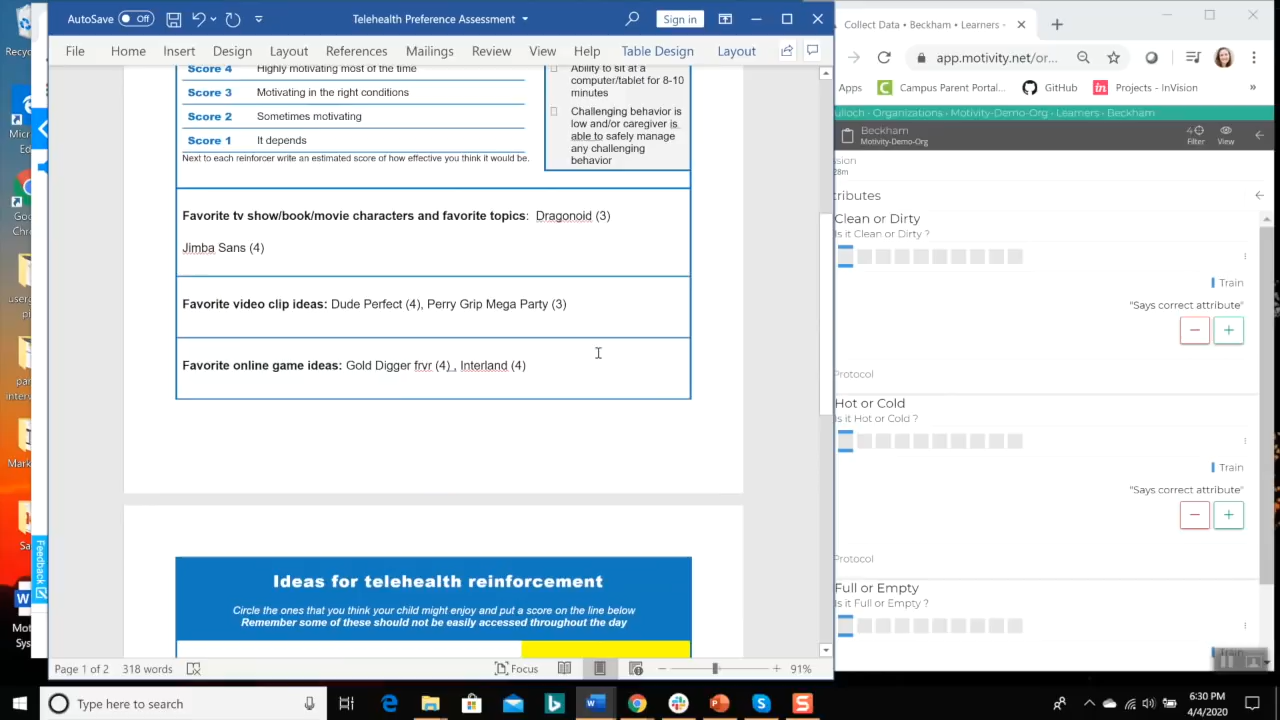 AutoSave Off
Telehealth Preference Assessment
Sign in
File Home Insert Design Layout References Mailings Review View Help Table Design Layout
Score 4 Highly motivating most of the time
Score 3 Motivating in the right conditions
Score 2 Sometimes motivating
Score 1 It depends
Next to each reinforcer write an estimated score of how effective you think it would be.
Ability to sit at a
computer/tablet for 8-10
minutes
Challenging behavior is
low and/or caregiver is
able to safely manage
any challenging
behavior
Favorite tv show/book/movie characters and favorite topics: Dragonoid (3)
Jimba Sans (4)
Favorite video clip ideas: Dude Perfect (4), Perry Grip Mega Party (3)
Favorite online game ideas: Gold Digger frvr (4) , Interland (4)
Ideas for telehealth reinforcement
Circle the ones that you think your child might enjoy and put a score on the line below
Remember some of these should not be easily accessed throughout the day
Page 1 of 2 318 words
Focus
91%
Feedback
Collect Data • Beckham • Learners -
app.motivity.net/or...
Apps Campus Parent Portal... GitHub Projects - InVision »
ulloch - Organizations • Motivity-Demo-Org • Learners • Beckham
Beckham
Motivity-Demo-Org
4
Filter
View
sion
28m
tributes
Clean or Dirty
Is it Clean or Dirty ?
Train
"Says correct attribute"
Protocol
Hot or Cold
Is it Hot or Cold ?
Train
"Says correct attribute"
Protocol
Full or Empty
Is it Full or Empty ?
Train
Type here to search
6:30 PM
4/4/2020